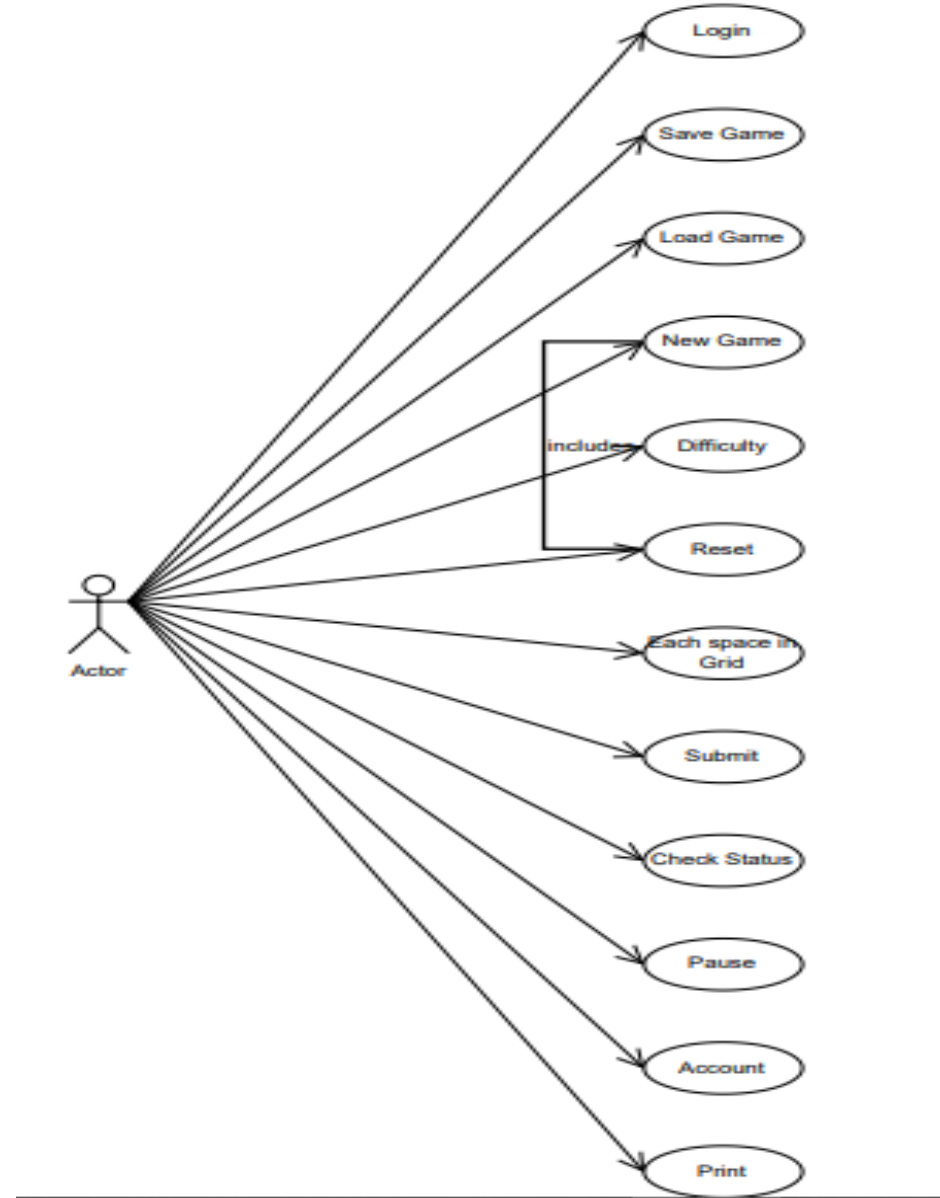 Login
Save Game
Load Game
New Game
includes
Difficulty
Reset
Each space in
Grid
Actor
Submit
Check Status
Pause
Account
Print